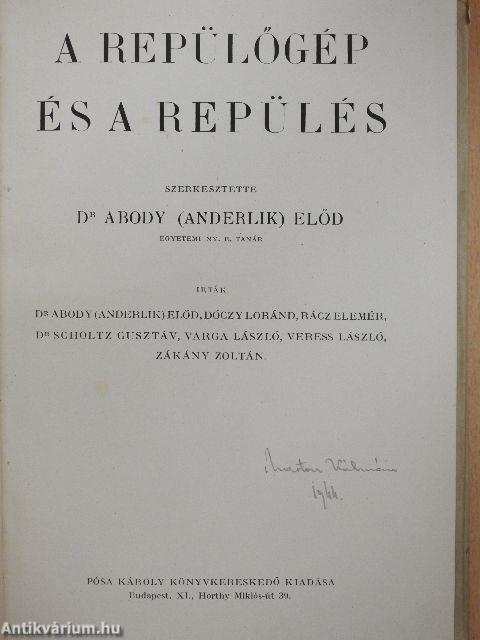 A REPÜLŐGÉP
ÉS A REPÜLÉS
SZERKESZTETTE
DR ABODY (ANDERLIK) ELŐD
EGYETEMI NY. R. TANÁR
IRTÁK
DR ABODY (ANDERLIK) ELŐD, DÓCZY LORÁND, RÁCZ ELEMÉR,
DR SCHOLTZ GUSZTÁV, VARGA LÁSZLÓ, VERESS LÁSZLÓ,
ZÁKÁNY ZOLTÁN.
Kálmán
1944.
PÓSA KÁROLY KÖNYVKERESKEDŐ KIADÁSA
Budapest, XI., Horthy Miklós-út 39.
Antikvárium.hu